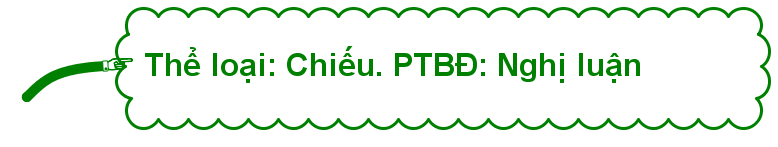 Thể loại: Chiếu. PTBĐ: Nghị luận